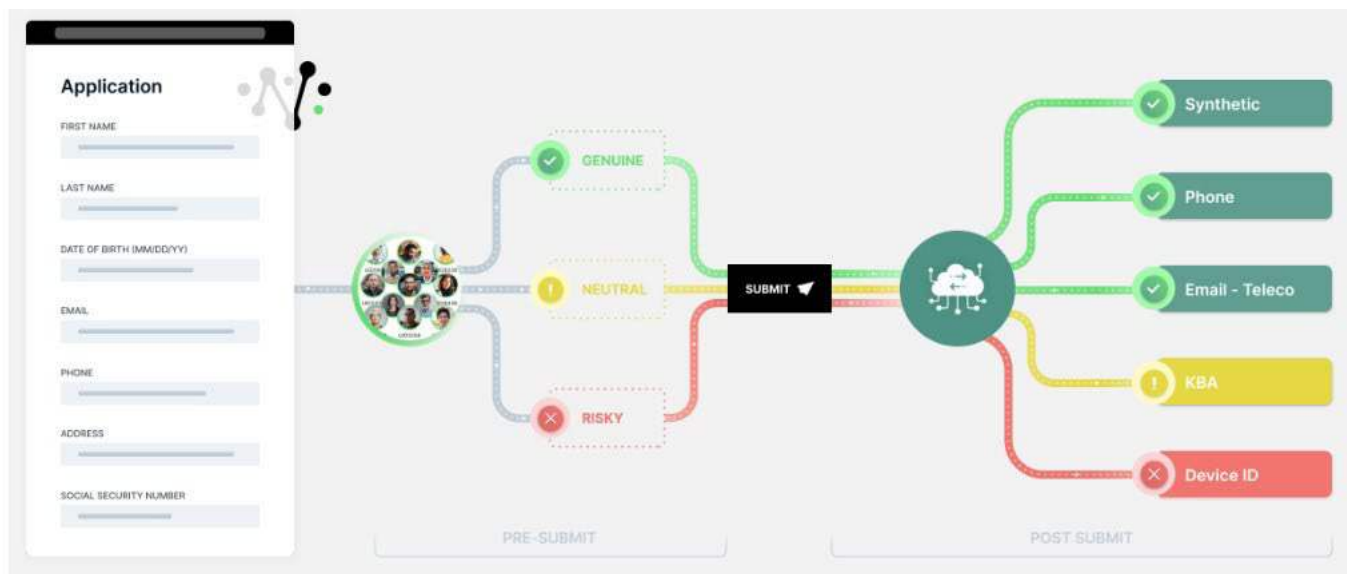 Application
FIRST NAME
LAST NAME
DATE OF BIRTH (MM/DD/YY)
EMAIL
PHONE
ADDRESS
SOCIAL SECURITY NUMBER
GENUINE
NEUTRAL
RISKY
SUBMIT
Synthetic
Phone
Email - Teleco
KBA
Device ID
PRE-SUBMIT
POST SUBMIT